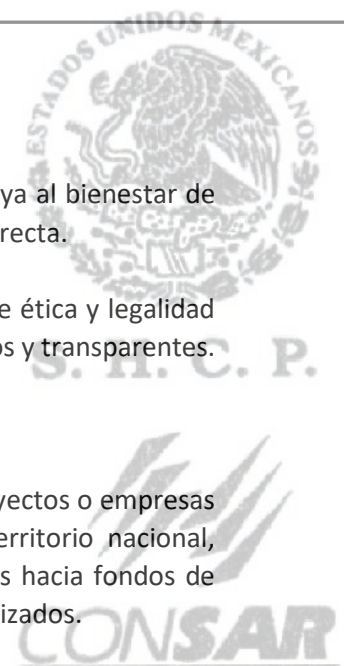 ESTADOS UNIDOS MEXICANOS
ya al bienestar de
recta.
e ética y legalidad
os y transparentes.
S. H. C. P.
yectos o empresas
erritorio nacional,
s hacia fondos de
izados.
CONSAR